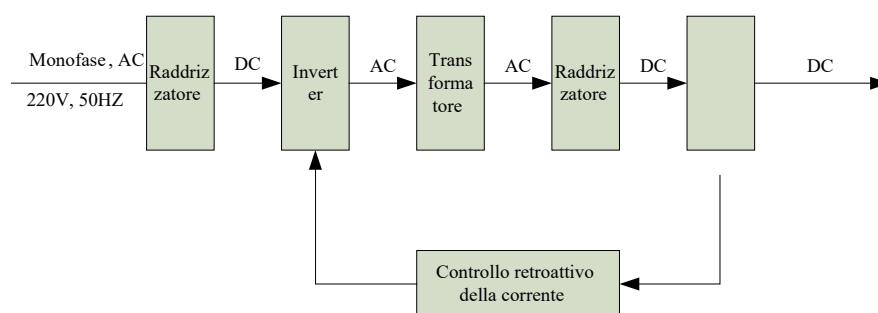 Monofase, AC
220V, 50HZ
Raddriz
zatore
DC
Invert
er
AC
Trans
forma
tore
AC
Raddriz
zatore
DC
DC
Controllo retroattivo
della corrente